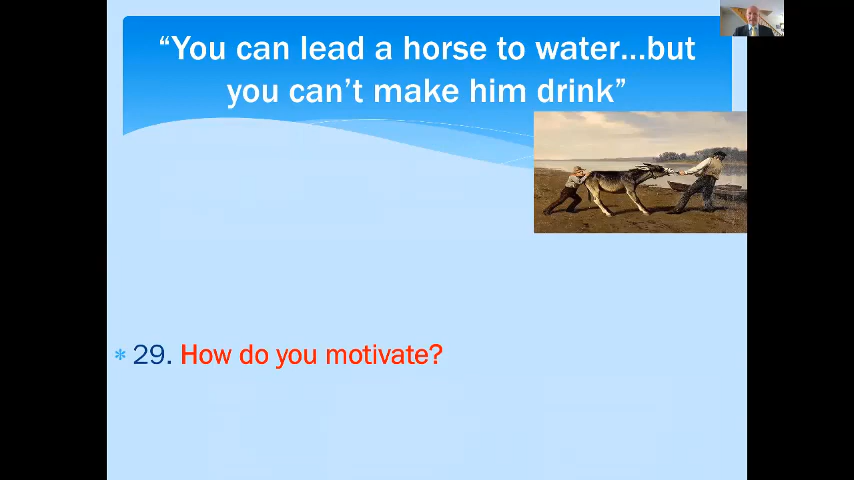 “You can lead a horse to water...but
you can’t make him drink”
* 29. How do you motivate?